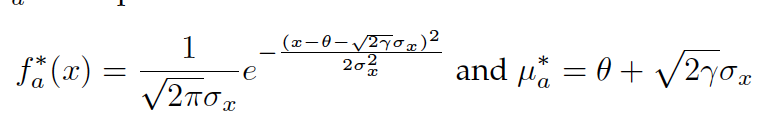 $f_a^*(x) = \frac{1}{\sqrt{2\pi}\sigma_x} e^{-\frac{(x-\theta-\sqrt{2\gamma}\sigma_x)^2}{2\sigma_x^2}}$ and $\mu_a^* = \theta + \sqrt{2\gamma}\sigma_x$